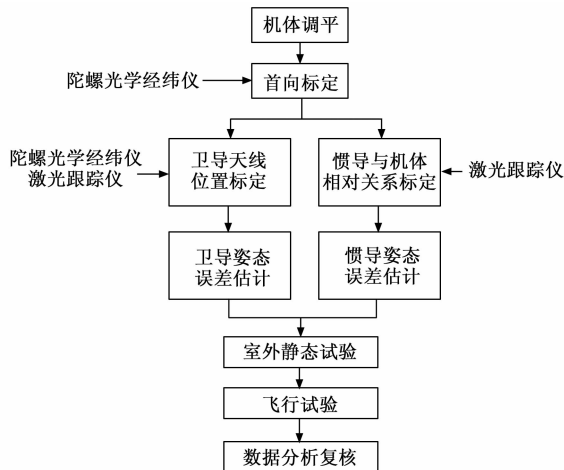 机体调平
陀螺光学经纬仪
首向标定
陀螺光学经纬仪
激光跟踪仪
卫导天线
位置标定
惯导与机体
相对关系标定
激光跟踪仪
卫导姿态
误差估计
惯导姿态
误差估计
室外静态试验
飞行试验
数据分析复核